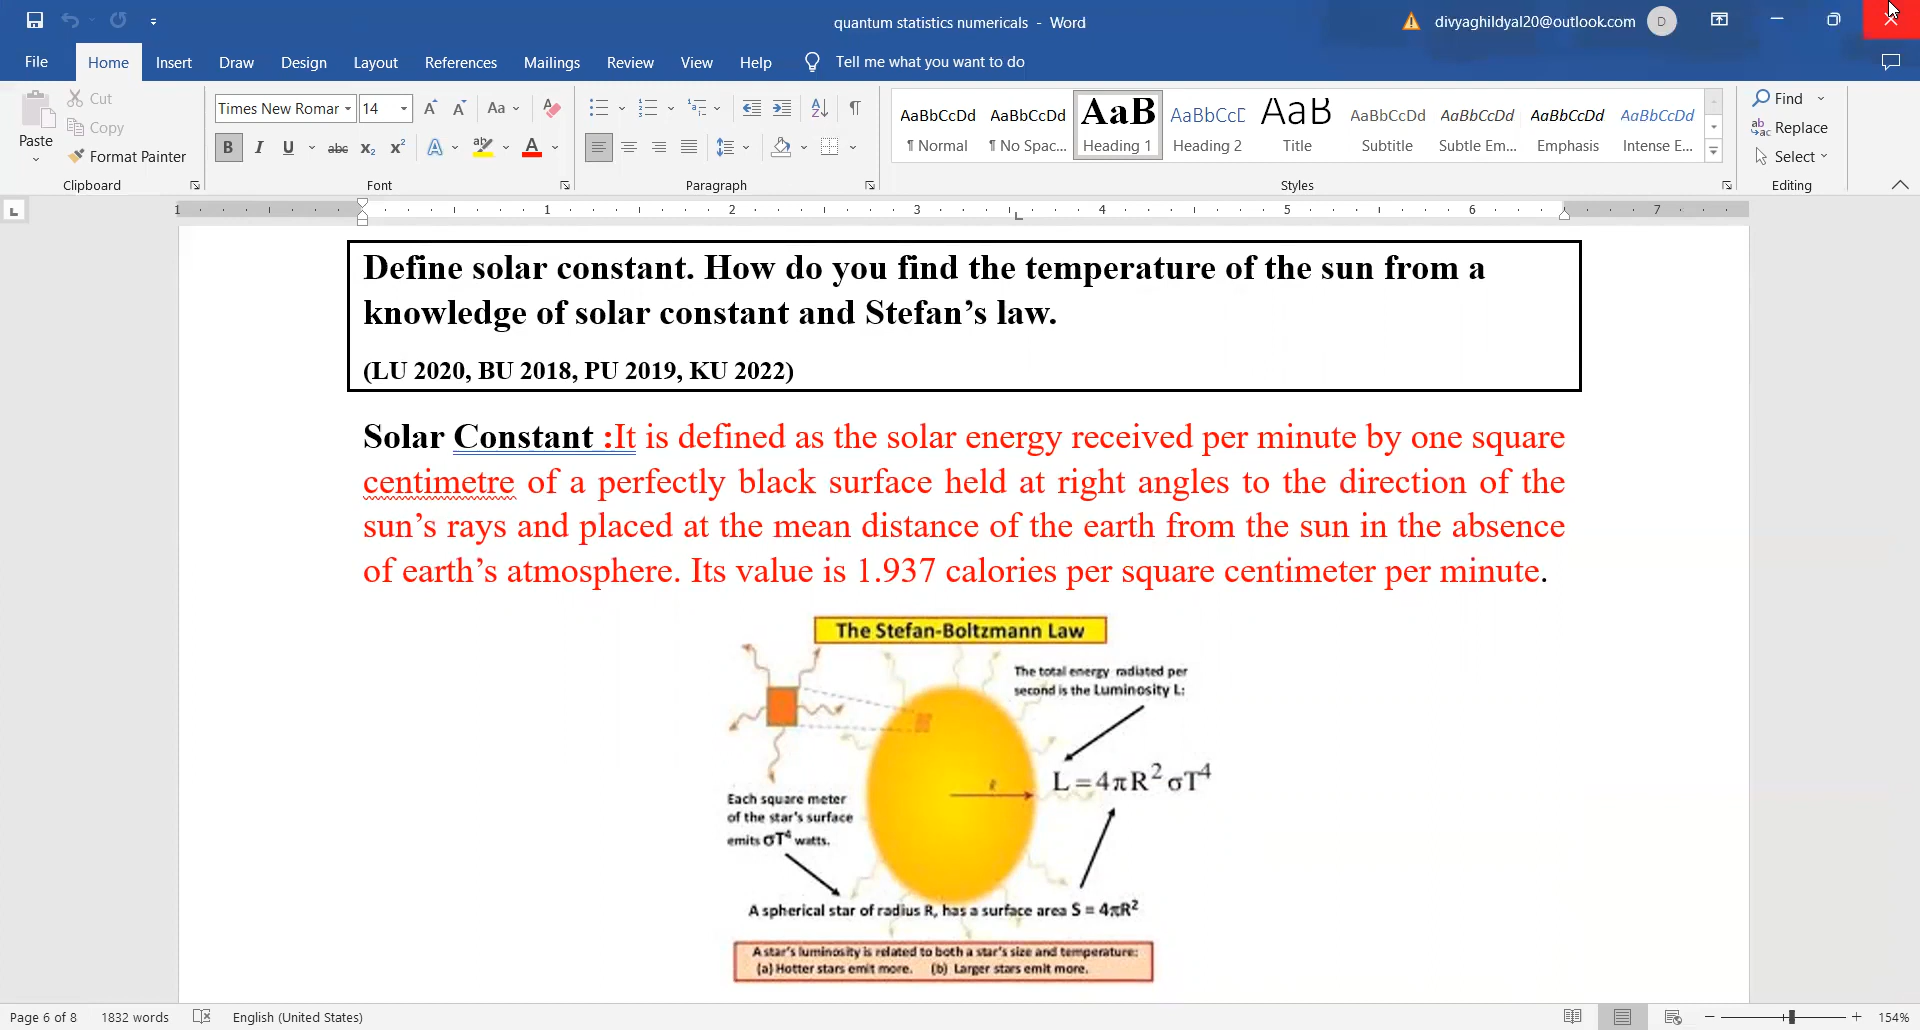 quantum statistics numericals - Word
divyaghildyal20@outlook.com
D
File Home Insert Draw Design Layout References Mailings Review View Help Tell me what you want to do
Paste
Cut
Copy
Format Painter
Clipboard
Times New Romar 14
Font
Paragraph
AaBbCcDd AaBbCcDd AaB AaBbCcD AaB AaBbCcDd AaBbCcDd AaBbCcDd AaBbCcDd
¶ Normal ¶ No Spac... Heading 1 Heading 2 Title Subtitle Subtle Em... Emphasis Intense E...
Styles
Find
Replace
Select
Editing
1 1 2 3 4 5 6 7
Define solar constant. How do you find the temperature of the sun from a
knowledge of solar constant and Stefan’s law.
(LU 2020, BU 2018, PU 2019, KU 2022)
Solar Constant :It is defined as the solar energy received per minute by one square
centimetre of a perfectly black surface held at right angles to the direction of the
sun’s rays and placed at the mean distance of the earth from the sun in the absence
of earth’s atmosphere. Its value is 1.937 calories per square centimeter per minute.
The Stefan-Boltzmann Law
The total energy radiated per
second is the Luminosity L:
L=4πR²σT⁴
R
Each square meter
of the star's surface
emits σT⁴ watts.
A spherical star of radius R, has a surface area S = 4πR²
A star's luminosity is related to both a star's size and temperature:
(a) Hotter stars emit more. (b) Larger stars emit more.
Page 6 of 8 1832 words English (United States) 154%